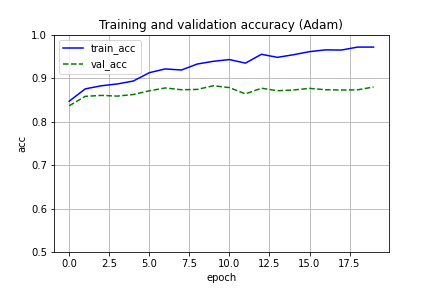 Training and validation accuracy (Adam)
1.0
train_acc
val_acc
0.9
0.8
acc
0.7
0.6
0.5
0.0 2.5 5.0 7.5 10.0 12.5 15.0 17.5
epoch